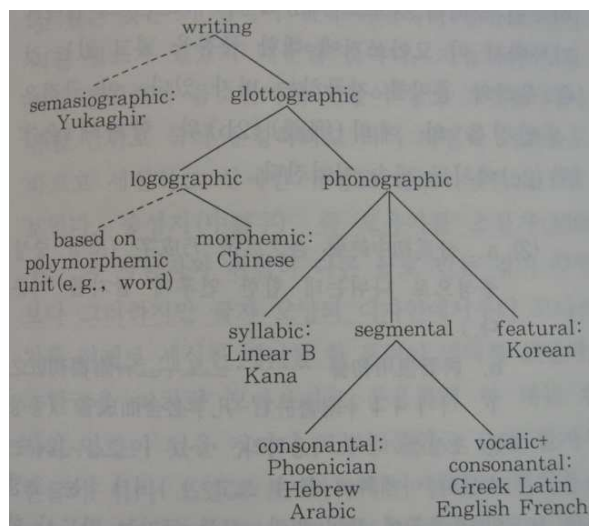 writing
semasiographic:
Yukaghir
glottographic
logographic
phonographic
based on
polymorphemic
unit(e.g., word)
morphemic:
Chinese
syllabic:
Linear B
Kana
segmental
featural:
Korean
consonantal:
Phoenician
Hebrew
Arabic
vocalic+
consonantal:
Greek Latin
English French